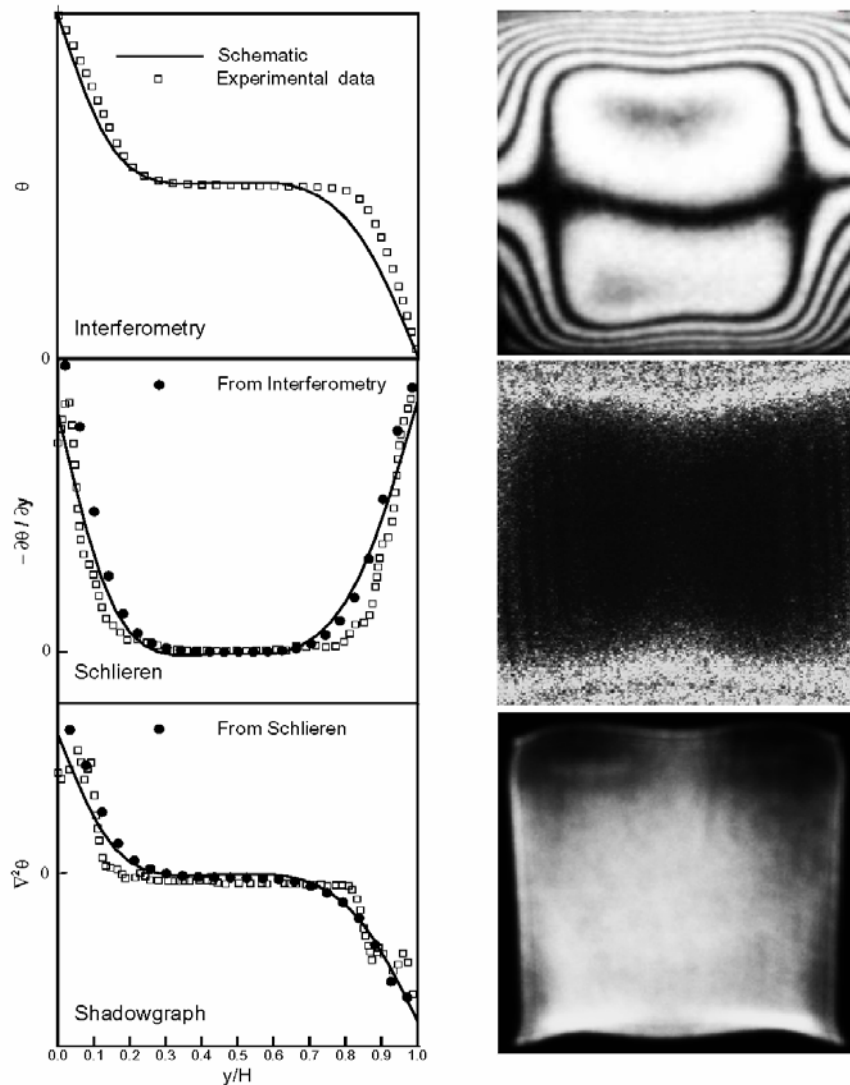 Schematic
Experimental data
θ
Interferometry
0
From Interferometry
- ∂θ / ∂y
0
Schlieren
From Schlieren
0
∇²θ
Shadowgraph
0.0 0.1 0.2 0.3 0.4 0.5 0.6 0.7 0.8 0.9 1.0
y/H